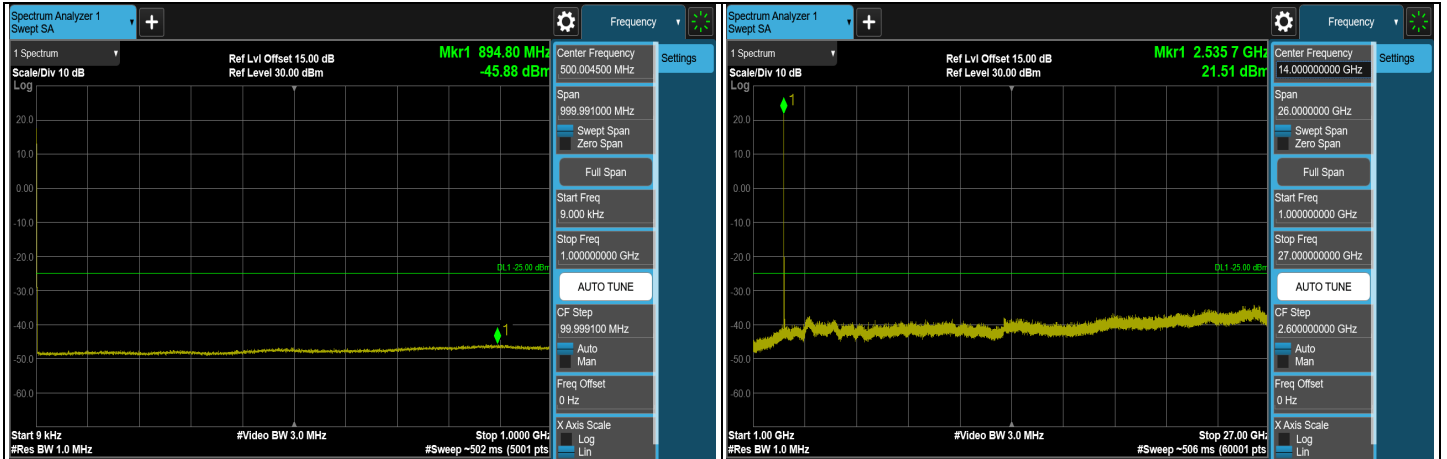 Spectrum Analyzer 1
Swept SA
+
Frequency
1 Spectrum
Scale/Div 10 dB
Log
Ref Lvl Offset 15.00 dB
Ref Level 30.00 dBm
Mkr1 894.80 MHz
-45.88 dBm
20.0
10.0
0.00
-10.0
-20.0
-30.0
-40.0
-50.0
-60.0
DL1 -25.00 dBm
1
Start 9 kHz
#Res BW 1.0 MHz
#Video BW 3.0 MHz
Stop 1.0000 GHz
#Sweep ~502 ms (5001 pts
Center Frequency
500.004500 MHz
Span
999.991000 MHz
Swept Span
Zero Span
Full Span
Start Freq
9.000 kHz
Stop Freq
1.000000000 GHz
AUTO TUNE
CF Step
99.999100 MHz
Auto
Man
Freq Offset
0 Hz
X Axis Scale
Log
Lin
Settings
Spectrum Analyzer 1
Swept SA
+
Frequency
1 Spectrum
Scale/Div 10 dB
Log
Ref Lvl Offset 15.00 dB
Ref Level 30.00 dBm
Mkr1 2.535 7 GHz
21.51 dBm
1
20.0
10.0
0.00
-10.0
-20.0
-30.0
-40.0
-50.0
-60.0
DL1 -25.00 dBm
Start 1.00 GHz
#Res BW 1.0 MHz
#Video BW 3.0 MHz
Stop 27.00 GHz
#Sweep ~506 ms (60001 pts
Center Frequency
14.000000000 GHz
Span
26.0000000 GHz
Swept Span
Zero Span
Full Span
Start Freq
1.000000000 GHz
Stop Freq
27.000000000 GHz
AUTO TUNE
CF Step
2.600000000 GHz
Auto
Man
Freq Offset
0 Hz
X Axis Scale
Log
Lin
Settings